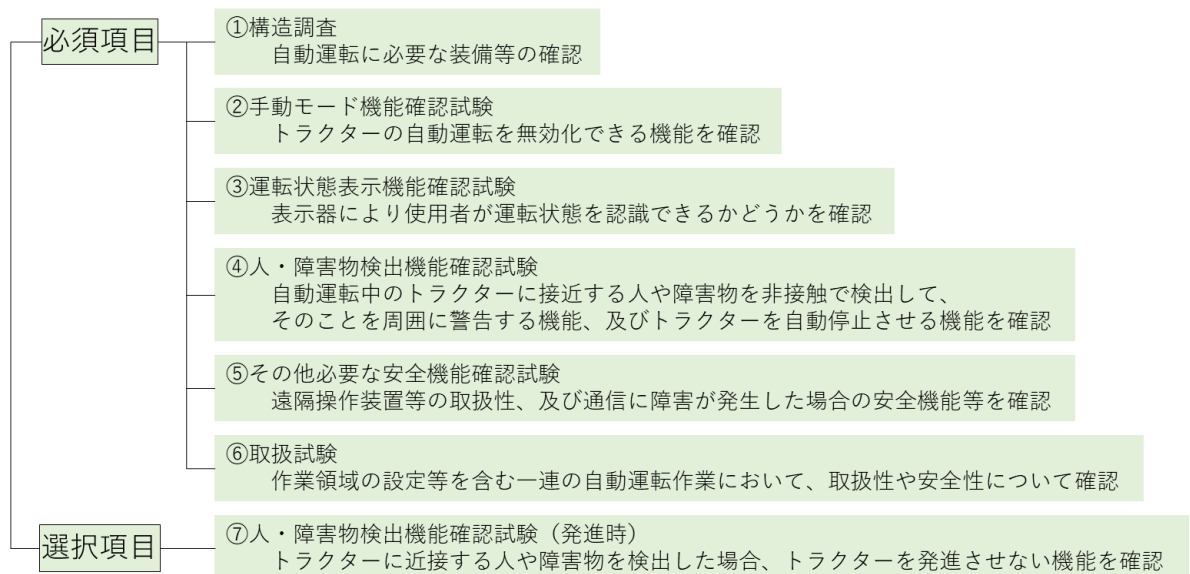 必須項目
①構造調査
自動運転に必要な装備等の確認
②手動モード機能確認試験
トラクターの自動運転を無効化できる機能を確認
③運転状態表示機能確認試験
表示器により使用者が運転状態を認識できるかどうかを確認
④人・障害物検出機能確認試験
自動運転中のトラクターに接近する人や障害物を非接触で検出して、
そのことを周囲に警告する機能、及びトラクターを自動停止させる機能を確認
⑤その他必要な安全機能確認試験
遠隔操作装置等の取扱性、及び通信に障害が発生した場合の安全機能等を確認
⑥取扱試験
作業領域の設定等を含む一連の自動運転作業において、取扱性や安全性について確認
選択項目
⑦人・障害物検出機能確認試験（発進時）
トラクターに近接する人や障害物を検出した場合、トラクターを発進させない機能を確認